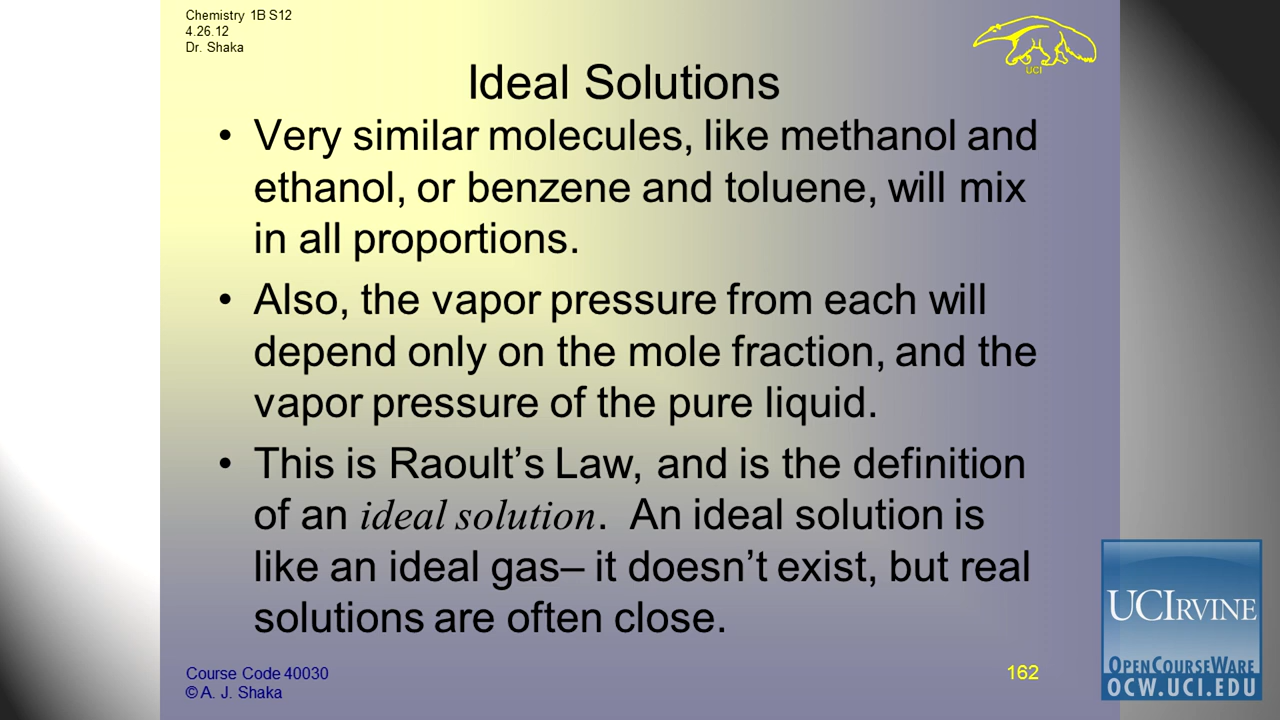 Chemistry 1B S12
4.26.12
Dr. Shaka
UCI
Ideal Solutions
• Very similar molecules, like methanol and
ethanol, or benzene and toluene, will mix
in all proportions.
• Also, the vapor pressure from each will
depend only on the mole fraction, and the
vapor pressure of the pure liquid.
• This is Raoult’s Law, and is the definition
of an ideal solution.  An ideal solution is
like an ideal gas– it doesn’t exist, but real
solutions are often close.
Course Code 40030
© A. J. Shaka
162
UCIRVINE
OPENCOURSEWARE
OCW.UCI.EDU